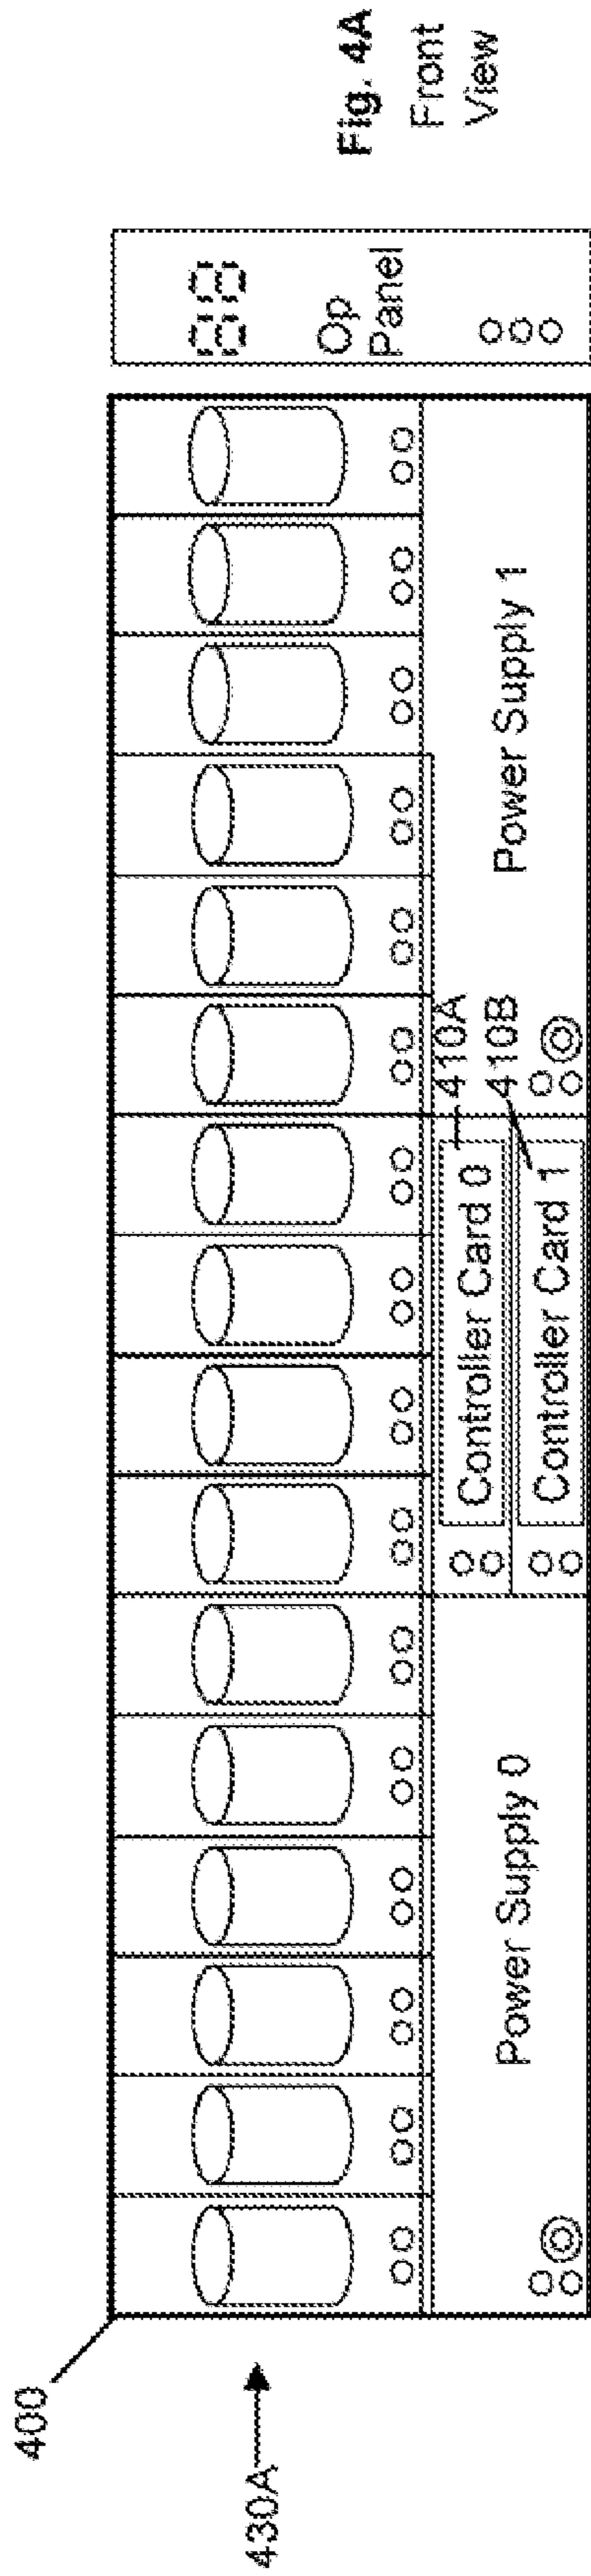 400
430A
Power Supply 0
Controller Card 0
410A
Controller Card 1
410B
Power Supply 1
88
Op
Panel
Fig. 4A
Front
View